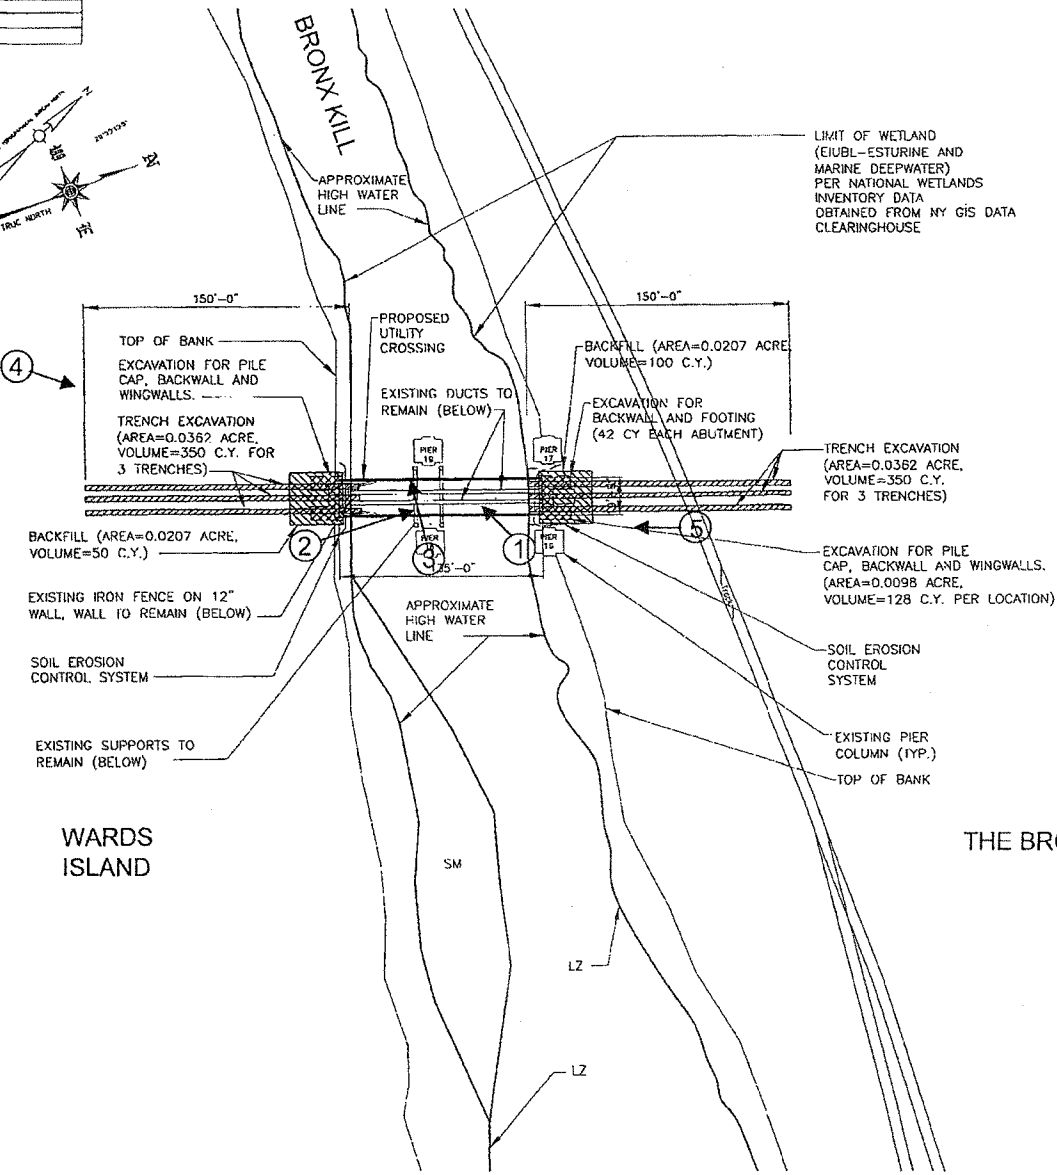 BRONX KILL
TRUE NORTH
N
LIMIT OF WETLAND
(EIUBL-ESTURINE AND
MARINE DEEPWATER)
PER NATIONAL WETLANDS
INVENTORY DATA
OBTAINED FROM NY GIS DATA
CLEARINGHOUSE
APPROXIMATE
HIGH WATER
LINE
150'-0"
150'-0"
PROPOSED
UTILITY
CROSSING
TOP OF BANK
4
EXCAVATION FOR PILE
CAP, BACKWALL AND
WINGWALLS.
BACKFILL (AREA=0.0207 ACRE
VOLUME=100 C.Y.)
EXISTING DUCTS TO
REMAIN (BELOW)
EXCAVATION FOR
BACKWALL AND FOOTING
(42 CY EACH ABUTMENT)
TRENCH EXCAVATION
(AREA=0.0362 ACRE,
VOLUME=350 C.Y. FOR
3 TRENCHES)
PIER
PIER
17
TRENCH EXCAVATION
(AREA=0.0362 ACRE,
VOLUME=350 C.Y.
FOR 3 TRENCHES)
BACKFILL (AREA=0.0207 ACRE,
VOLUME=50 C.Y.)
2
3
1
5
PIER
PIER
EXCAVATION FOR PILE
CAP, BACKWALL AND WINGWALLS.
(AREA=0.0098 ACRE,
VOLUME=128 C.Y. PER LOCATION)
EXISTING IRON FENCE ON 12"
WALL, WALL TO REMAIN (BELOW)
APPROXIMATE
HIGH WATER
LINE
SOIL EROSION
CONTROL SYSTEM
SOIL EROSION
CONTROL
SYSTEM
EXISTING SUPPORTS TO
REMAIN (BELOW)
EXISTING PIER
COLUMN (TYP.)
TOP OF BANK
WARDS
ISLAND
THE BRO
SM
LZ
LZ